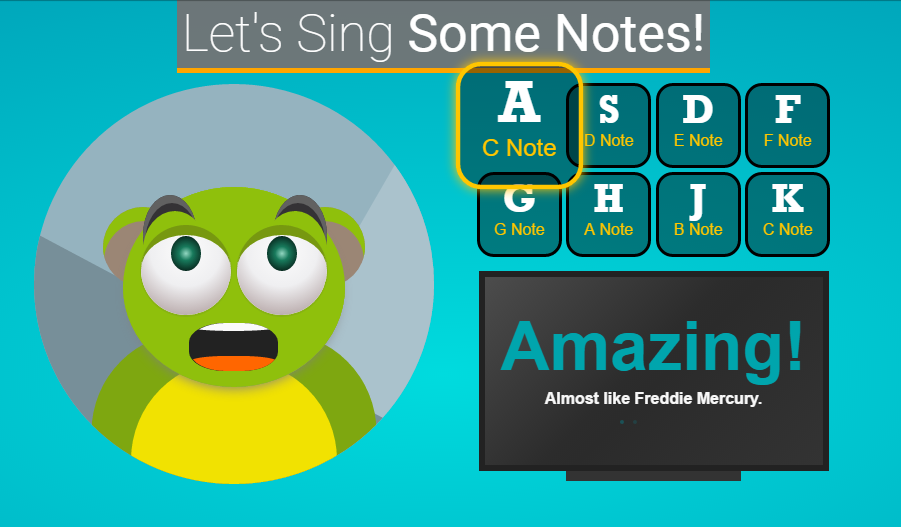 Let's Sing Some Notes!
A S D F
C Note D Note E Note F Note
G H J K
G Note A Note B Note C Note
Amazing!
Almost like Freddie Mercury.